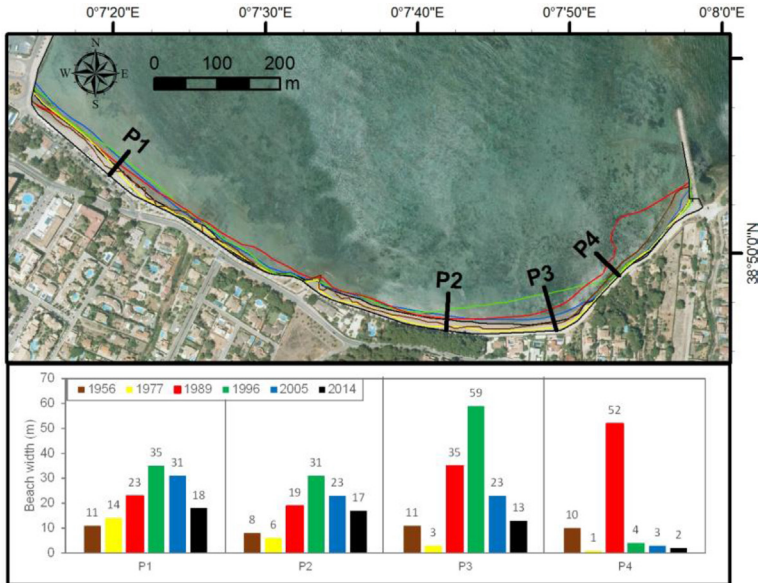 0°7'20"E 0°7'30"E 0°7'40"E 0°7'50"E 0°8'0"E
N
W E
S
0 100 200
m
P1
P2
P3
P4
38°50'0"N
70
60
50
40
30
20
10
0
Beach width (m)
1956 1977 1989 1996 2005 2014
11 14 23 35 31 18
8 6 19 31 23 17
11 3 35 59 23 13
10 1 52 4 3 2
P1 P2 P3 P4